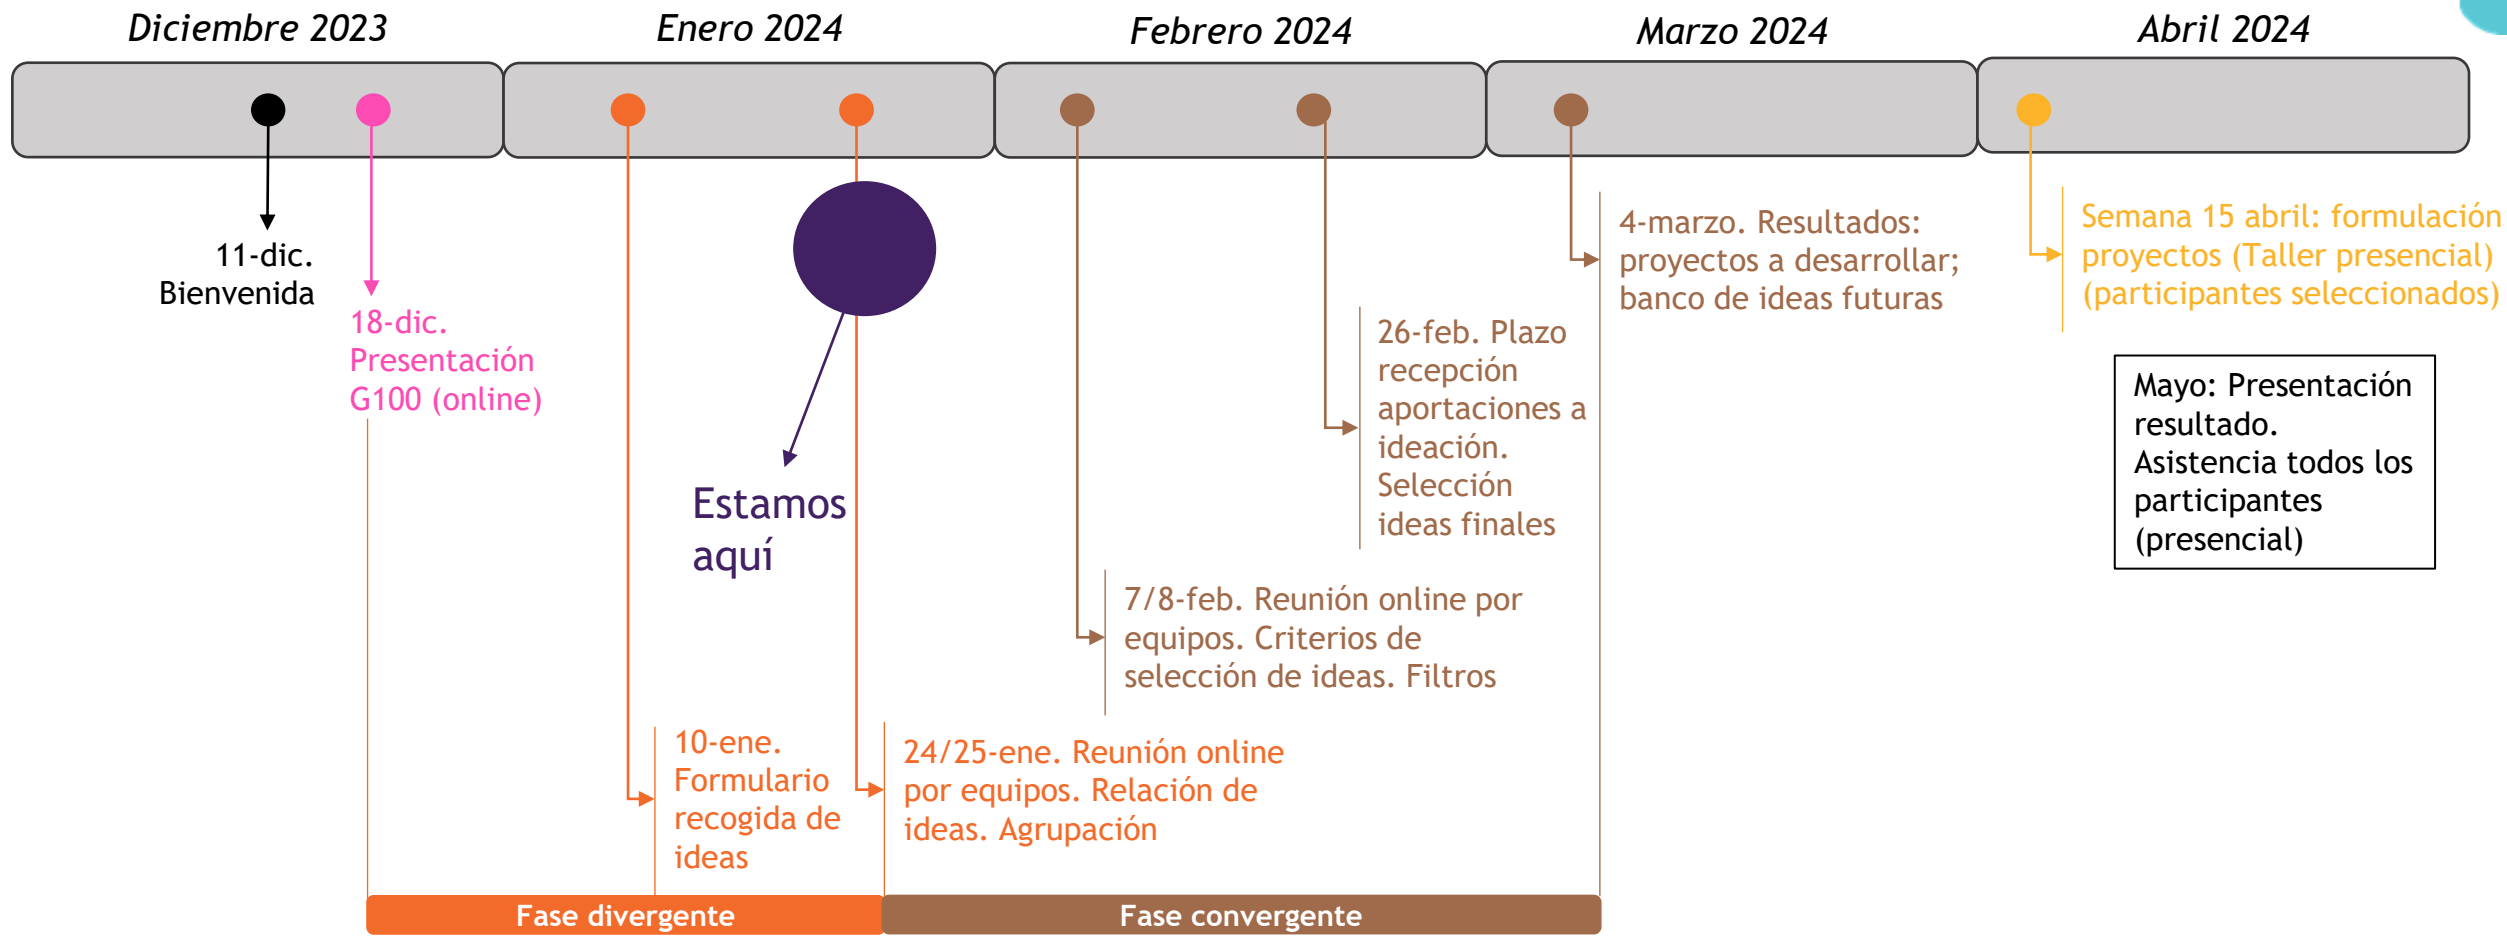 Diciembre 2023
Enero 2024
Febrero 2024
Marzo 2024
Abril 2024
11-dic.
Bienvenida
18-dic.
Presentación
G100 (online)
Estamos
aquí
10-ene.
Formulario
recogida de
ideas
24/25-ene. Reunión online
por equipos. Relación de
ideas. Agrupación
7/8-feb. Reunión online por
equipos. Criterios de
selección de ideas. Filtros
26-feb. Plazo
recepción
aportaciones a
ideación.
Selección
ideas finales
4-marzo. Resultados:
proyectos a desarrollar;
banco de ideas futuras
Semana 15 abril: formulación
proyectos (Taller presencial)
(participantes seleccionados)
Mayo: Presentación
resultado.
Asistencia todos los
participantes
(presencial)
Fase divergente
Fase convergente